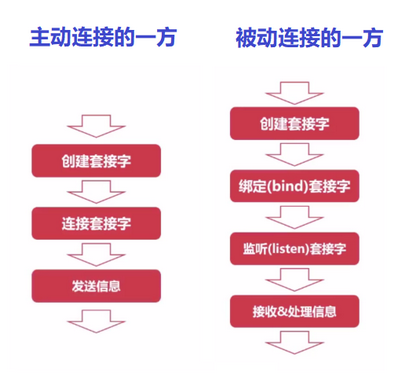 主动连接的一方
创建套接字
连接套接字
发送信息
被动连接的一方
创建套接字
绑定(bind)套接字
监听(listen)套接字
接收&处理信息